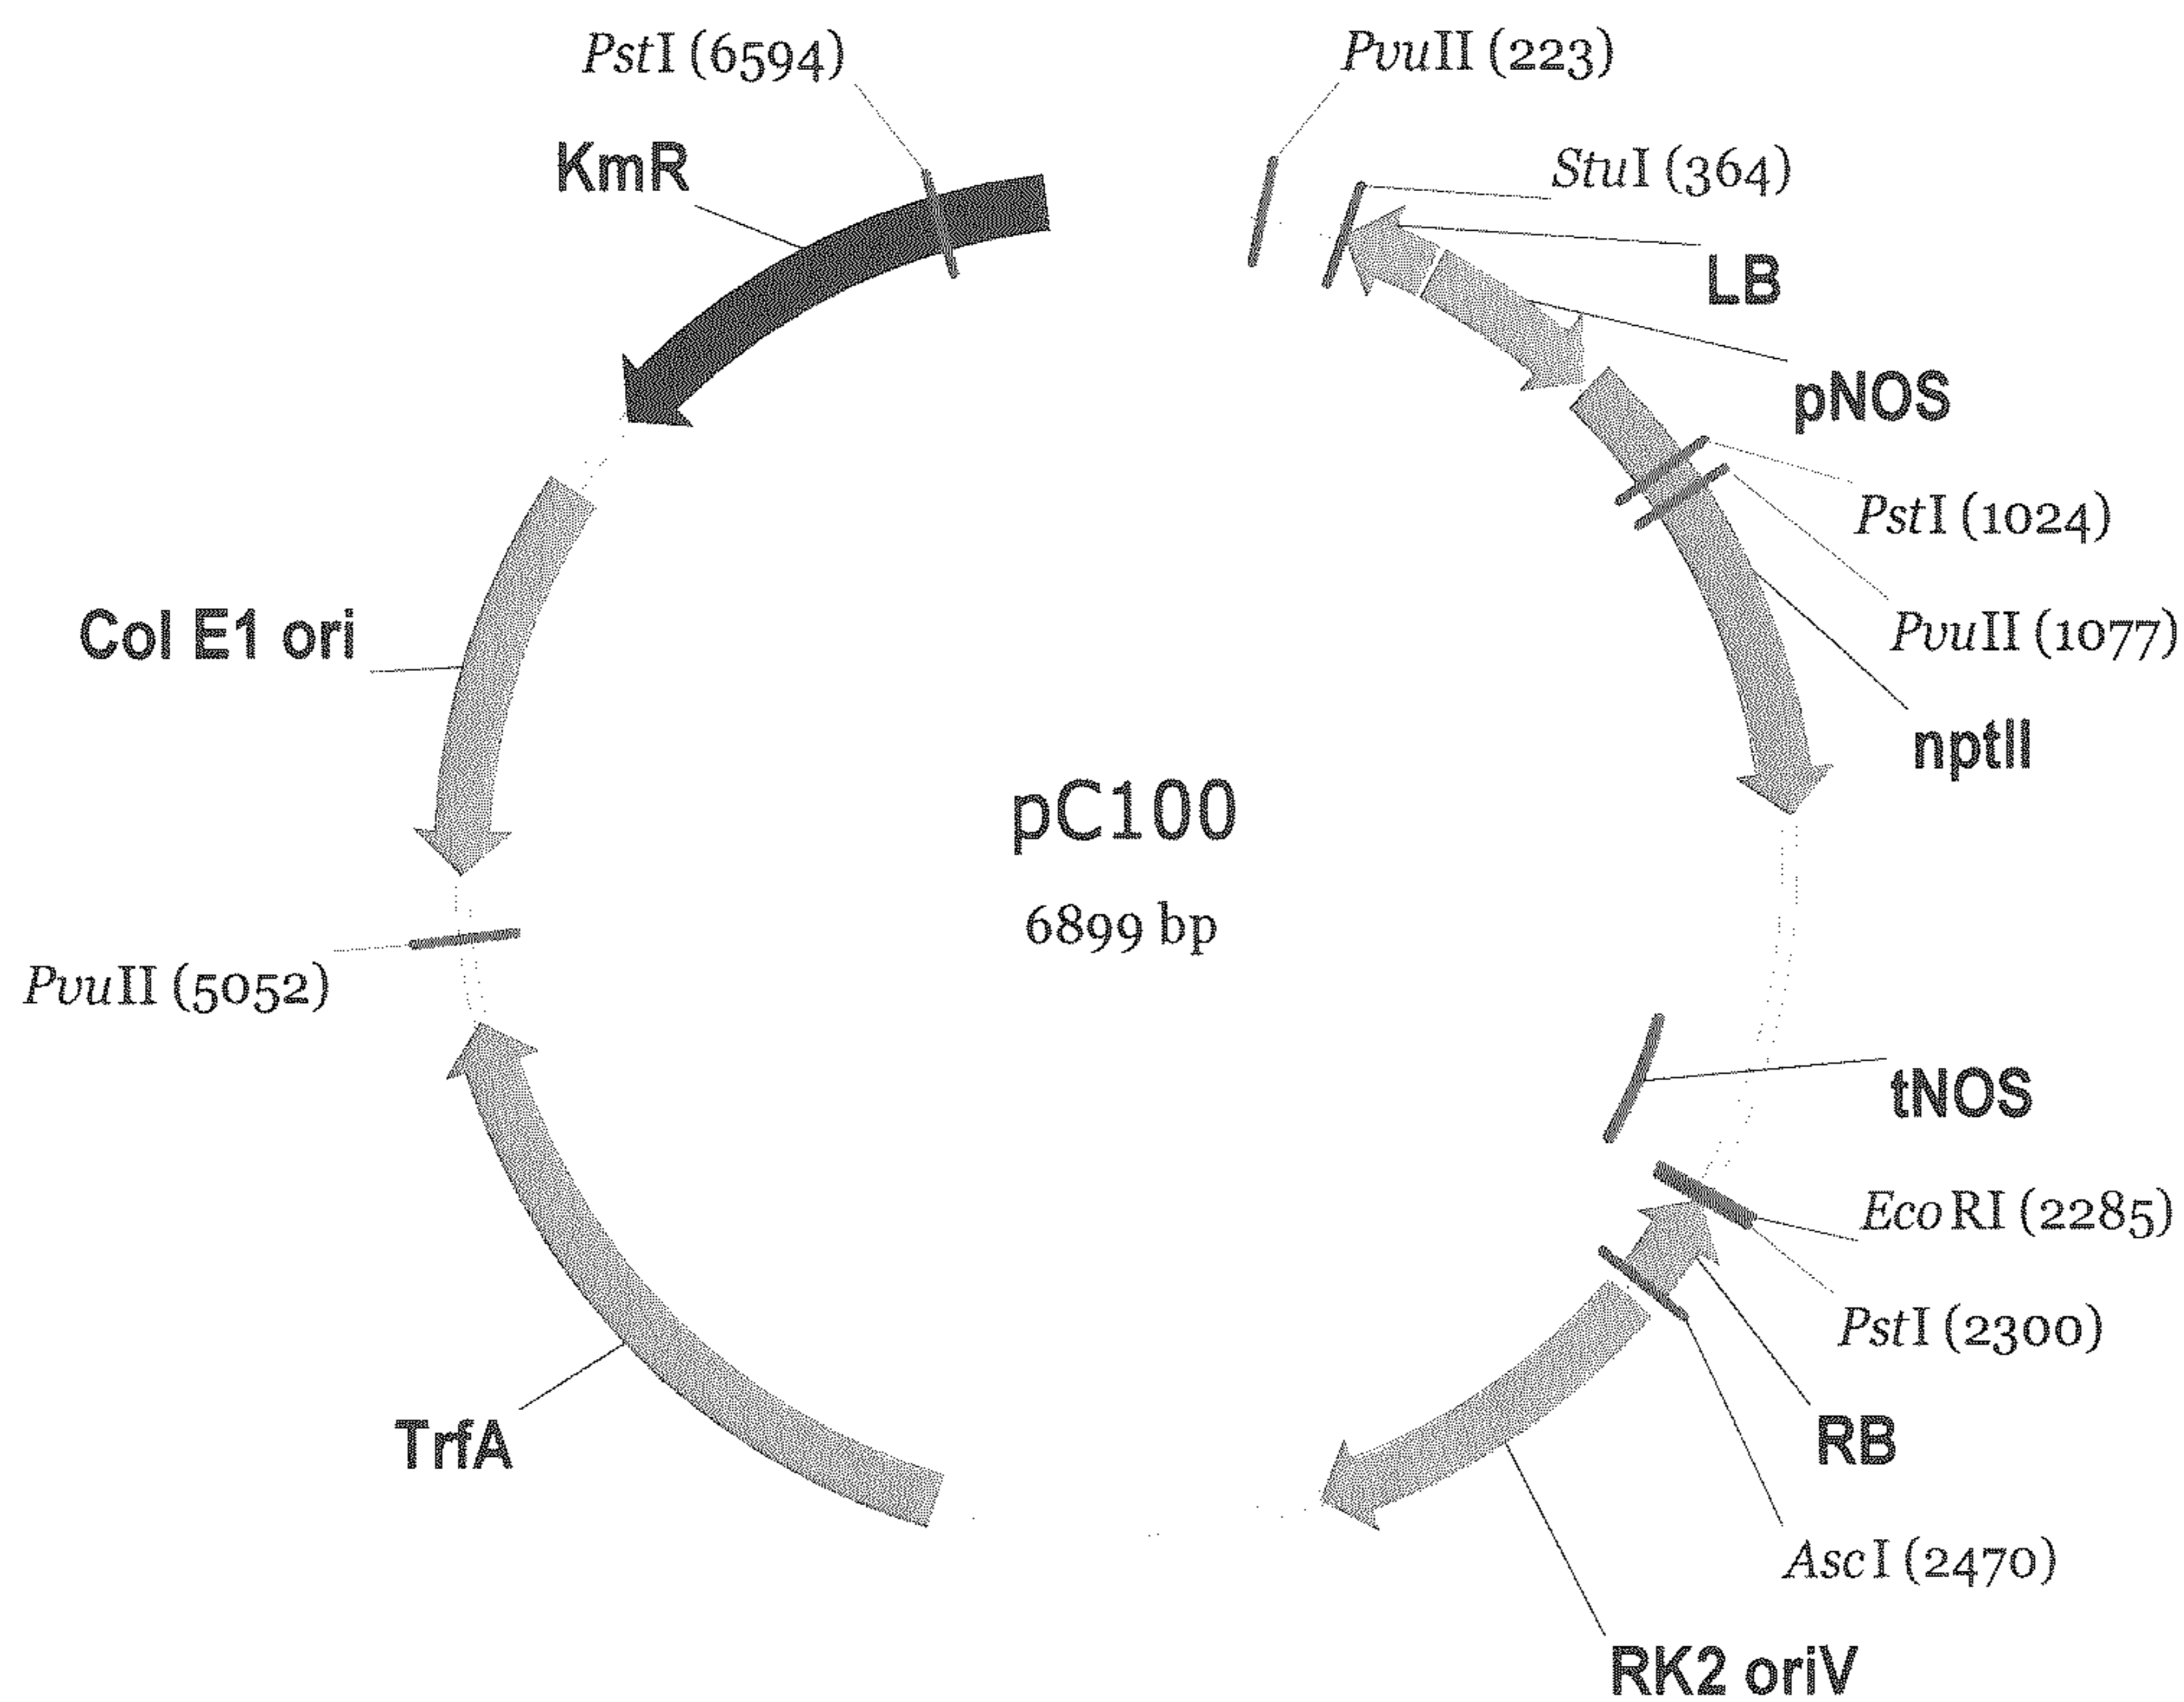 PstI (6594)
PvuII (223)
KmR
StuI (364)
LB
pNOS
PstI (1024)
Col E1 ori
PvuII (1077)
nptII
pC100
6899 bp
PvuII (5052)
tNOS
EcoRI (2285)
PstI (2300)
TrfA
RB
AscI (2470)
RK2 oriV